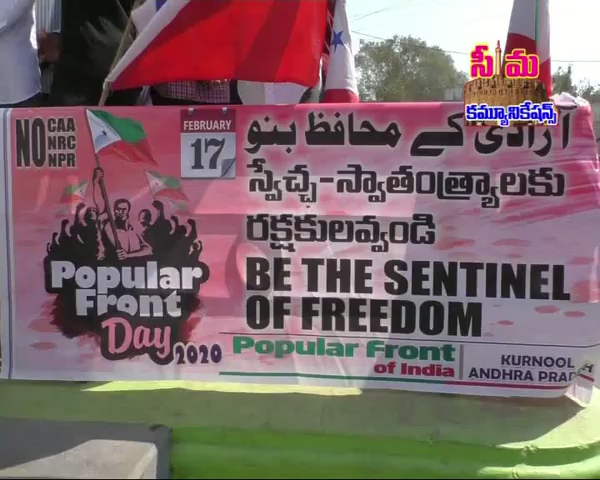 సీమ
కమ్యూనికేషన్స్
NO CAA
NRC
NPR
FEBRUARY
17
آزادی کے محافظ بنو
స్వేచ్ఛ-స్వాతంత్ర్యాలకు
రక్షకులవ్వండి
BE THE SENTINEL
OF FREEDOM
Popular
Front
Day
2020
Popular Front
of India
KURNOOL
ANDHRA